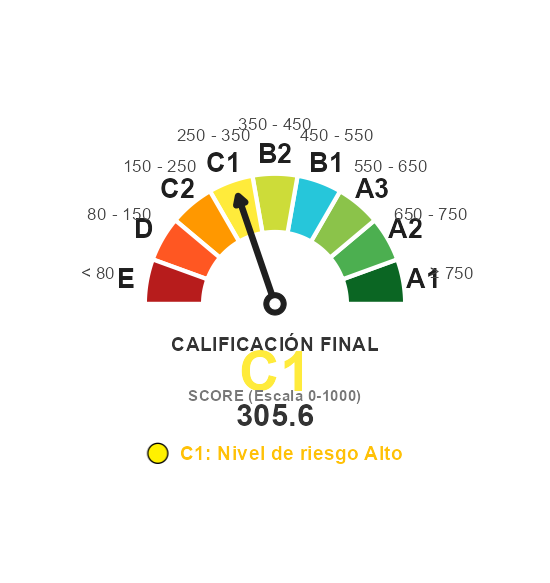 350 - 450
250 - 350
450 - 550
B2
C1
B1
150 - 250
550 - 650
C2
A3
80 - 150
650 - 750
D
A2
< 80
E
A1
≥ 750
CALIFICACIÓN FINAL
C1
SCORE (Escala 0-1000)
305.6
C1: Nivel de riesgo Alto